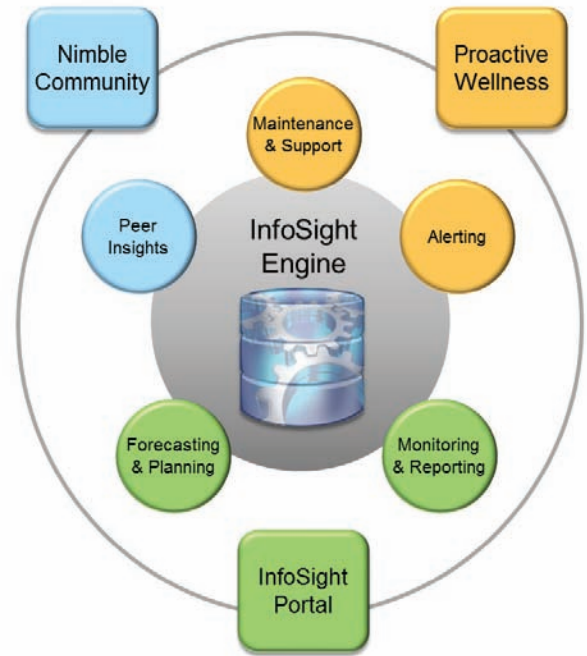 Nimble
Community
Proactive
Wellness
Maintenance
& Support
Peer
Insights
Alerting
InfoSight
Engine
Forecasting
& Planning
Monitoring
& Reporting
InfoSight
Portal